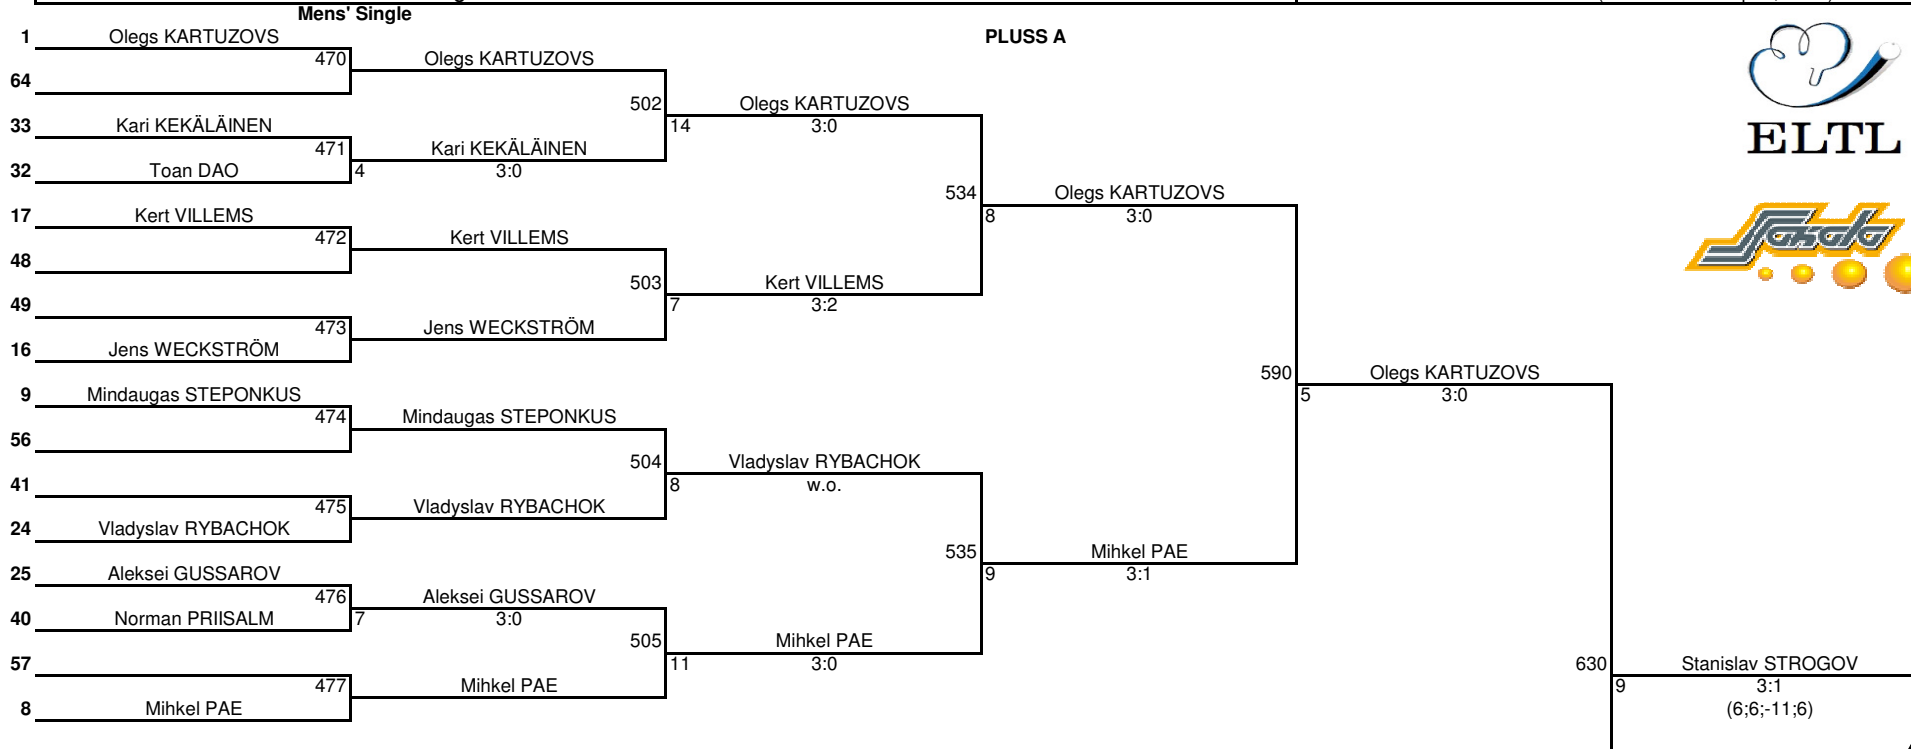 Mens' Single
1 Olegs KARTUZOVS PLUSS A
470 Olegs KARTUZOVS
64
502 Olegs KARTUZOVS
33 Kari KEKÄLÄINEN 14 3:0
471 Kari KEKÄLÄINEN
32 Toan DAO 4 3:0
ELTL
534 Olegs KARTUZOVS
17 Kert VILLEMS 8 3:0
472 Kert VILLEMS
48
503 Kert VILLEMS
49 7 3:2
473 Jens WECKSTRÖM
16 Jens WECKSTRÖM
590 Olegs KARTUZOVS
9 Mindaugas STEPONKUS 5 3:0
474 Mindaugas STEPONKUS
56
504 Vladyslav RYBACHOK
41 8 w.o.
475 Vladyslav RYBACHOK
24 Vladyslav RYBACHOK
535 Mihkel PAE
25 Aleksei GUSSAROV 9 3:1
476 Aleksei GUSSAROV
40 Norman PRIISALM 7 3:0
505 Mihkel PAE
57 11 3:0
630 Stanislav STROGOV
477 Mihkel PAE 9 3:1
8 Mihkel PAE (6;6;-11;6)